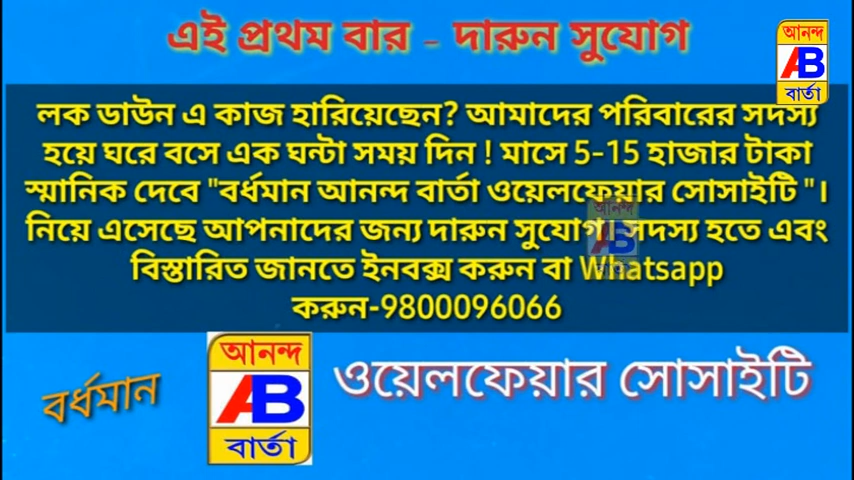 এই প্রথম বার - দারুন সুযোগ
আনন্দ
AB
বার্তা
লক ডাউন এ কাজ হারিয়েছেন? আমাদের পরিবারের সদস্য
হয়ে ঘরে বসে এক ঘন্টা সময় দিন ! মাসে 5-15 হাজার টাকা
স্মানিক দেবে "বর্ধমান আনন্দ বার্তা ওয়েলফেয়ার সোসাইটি "।
নিয়ে এসেছে আপনাদের জন্য দারুন সুযোগ। সদস্য হতে এবং
বিস্তারিত জানতে ইনবক্স করুন বা Whatsapp
করুন-9800096066
আনন্দ
AB
বার্তা
বর্ধমান
আনন্দ
AB
বার্তা
ওয়েলফেয়ার সোসাইটি